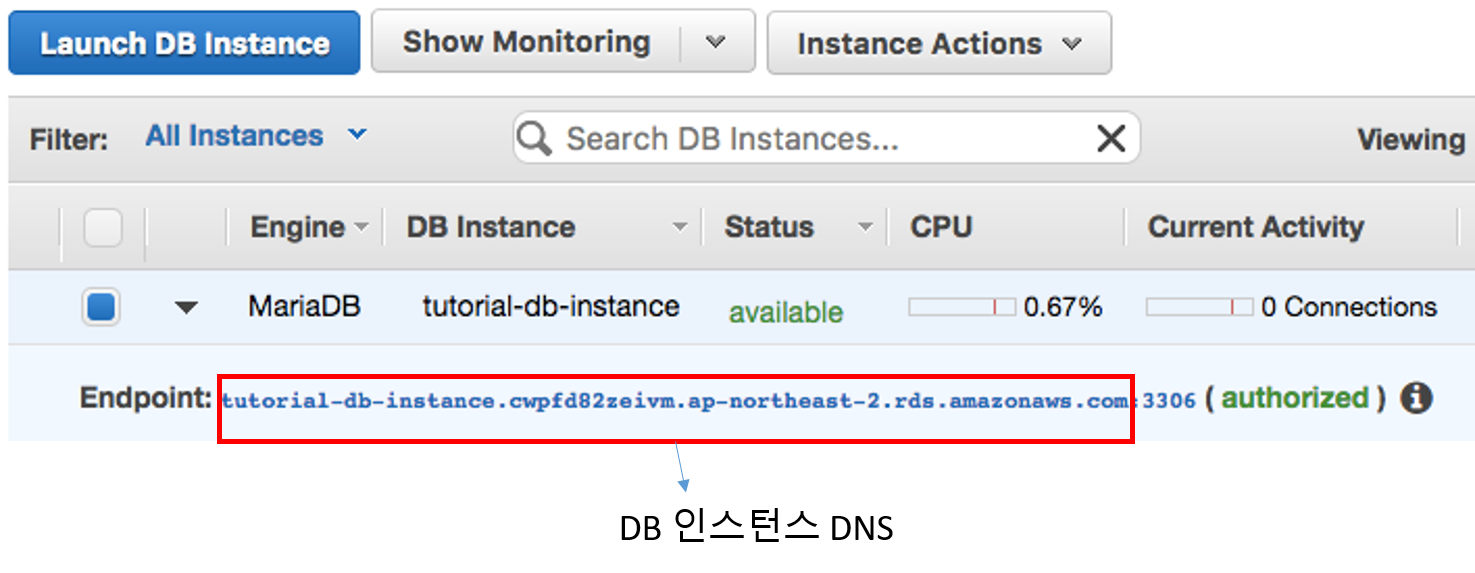 Launch DB Instance Show Monitoring Instance Actions
Filter: All Instances Search DB Instances... Viewing
Engine DB Instance Status CPU Current Activity
MariaDB tutorial-db-instance available 0.67% 0 Connections
Endpoint: tutorial-db-instance.cwpfd82zeivm.ap-northeast-2.rds.amazonaws.com:3306 ( authorized )
DB 인스턴스 DNS